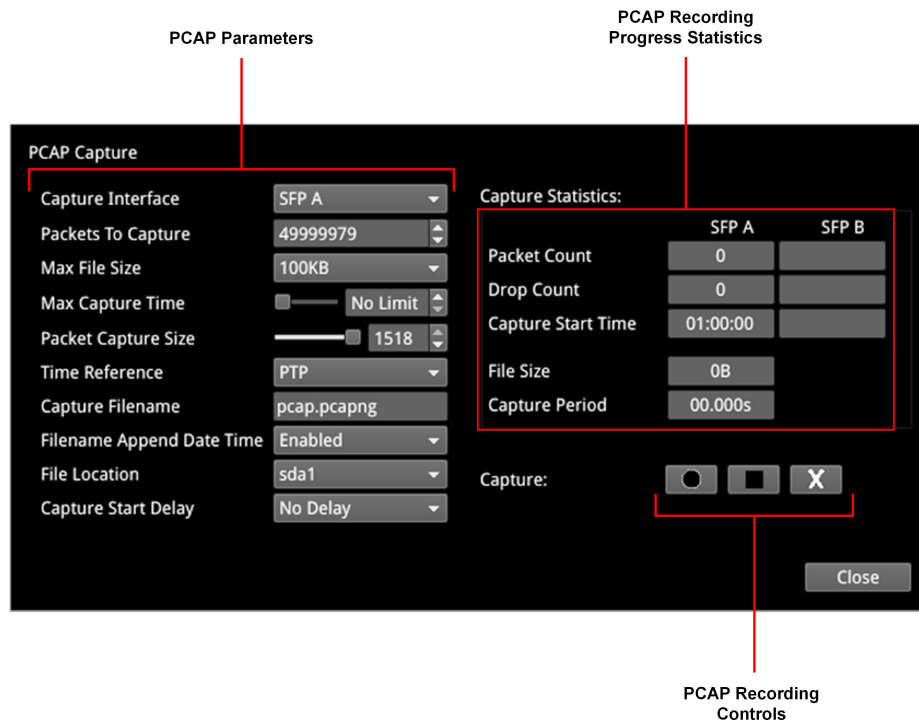 PCAP Parameters
PCAP Recording
Progress Statistics
PCAP Capture
Capture Interface SFP A
Packets To Capture 49999979
Max File Size 100KB
Max Capture Time No Limit
Packet Capture Size 1518
Time Reference PTP
Capture Filename pcap.pcapng
Filename Append Date Time Enabled
File Location sda1
Capture Start Delay No Delay
Capture Statistics:
SFP A SFP B
Packet Count 0
Drop Count 0
Capture Start Time 01:00:00
File Size 0B
Capture Period 00.000s
Capture: X
Close
PCAP Recording
Controls